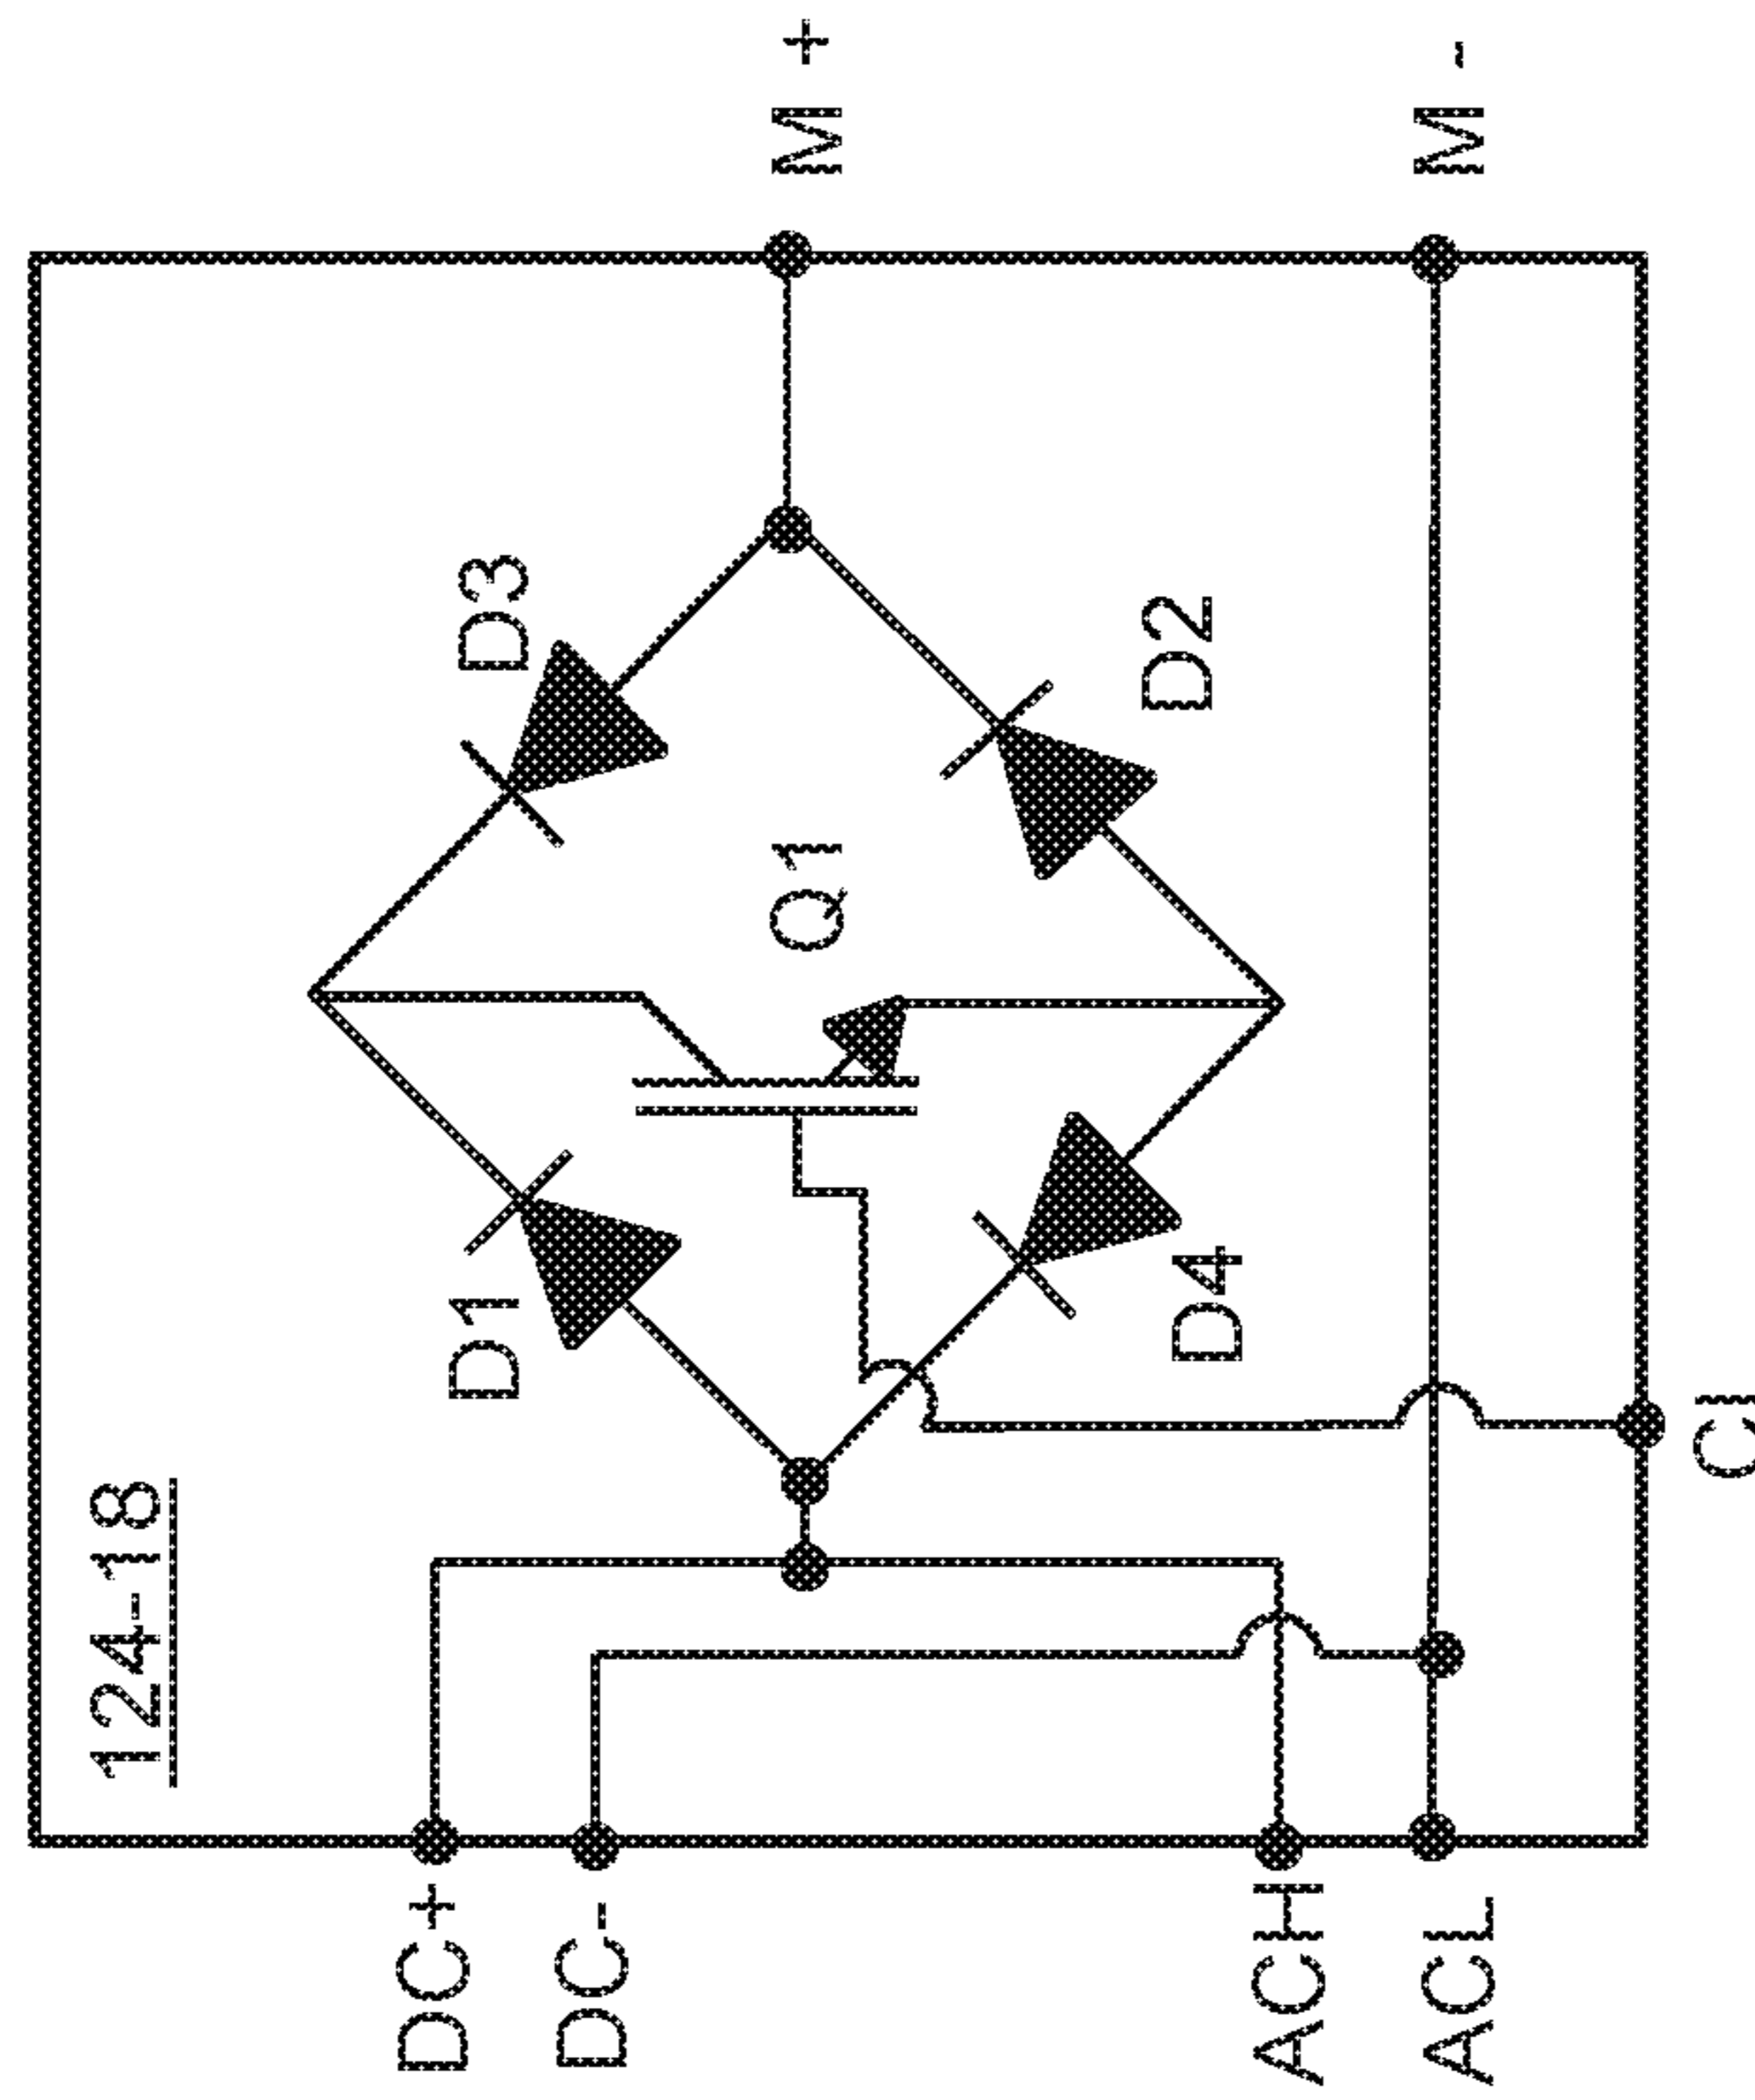 124-18
DC+
D1
D3
DC-
Q1
M +
D2
D4
ACH
ACL
M -
CI